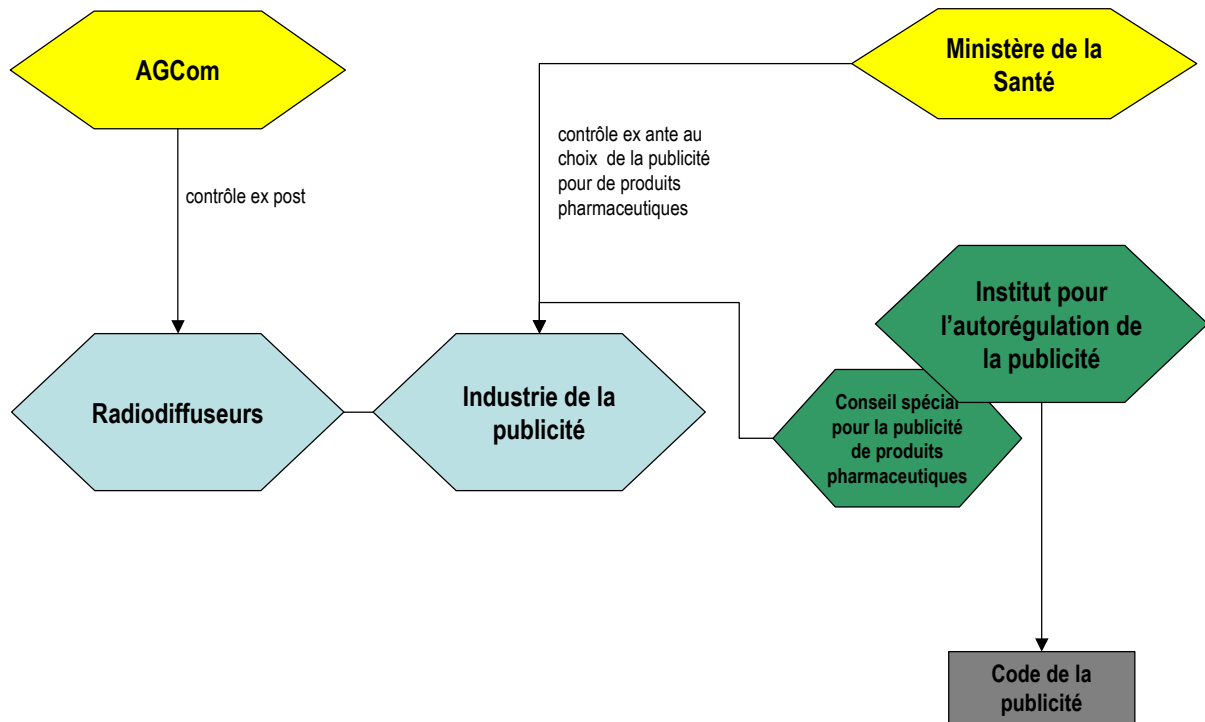 AGCom
Ministère de la
Santé
contrôle ex post
contrôle ex ante au
choix de la publicité
pour de produits
pharmaceutiques
Institut pour
l'autorégulation de
la publicité
Radiodiffuseurs
Industrie de la
publicité
Conseil spécial
pour la publicité
de produits
pharmaceutiques
Code de la
publicité